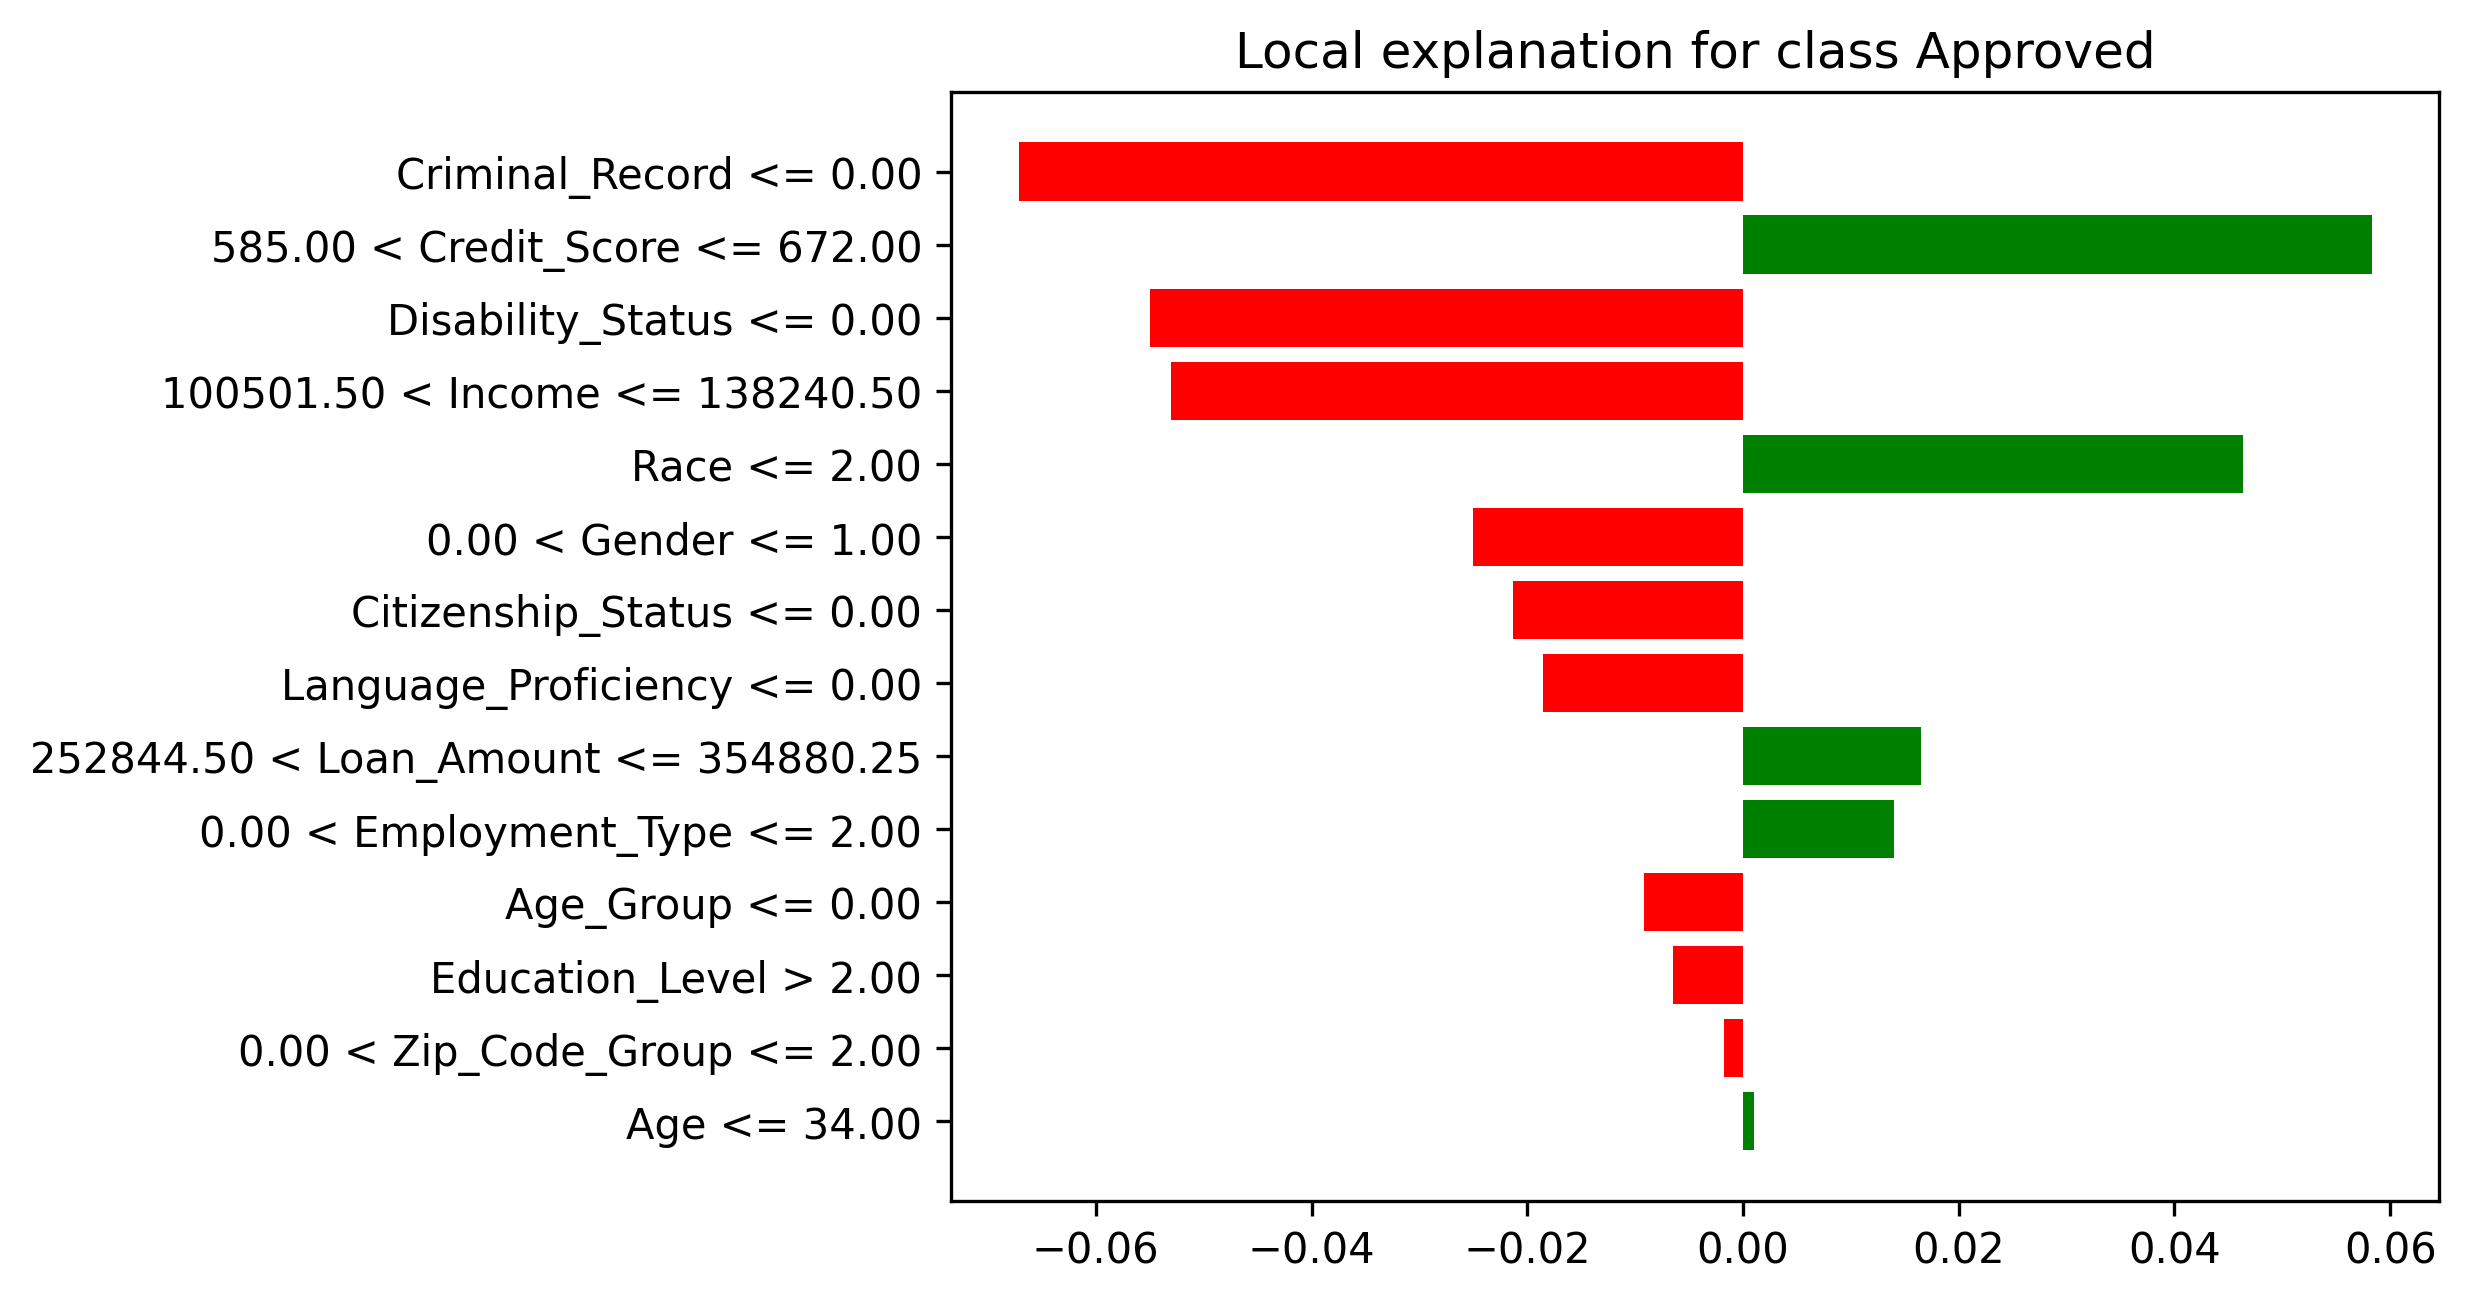 Local explanation for class Approved
Criminal_Record <= 0.00
585.00 < Credit_Score <= 672.00
Disability_Status <= 0.00
100501.50 < Income <= 138240.50
Race <= 2.00
0.00 < Gender <= 1.00
Citizenship_Status <= 0.00
Language_Proficiency <= 0.00
252844.50 < Loan_Amount <= 354880.25
0.00 < Employment_Type <= 2.00
Age_Group <= 0.00
Education_Level > 2.00
0.00 < Zip_Code_Group <= 2.00
Age <= 34.00
−0.06 −0.04 −0.02 0.00 0.02 0.04 0.06